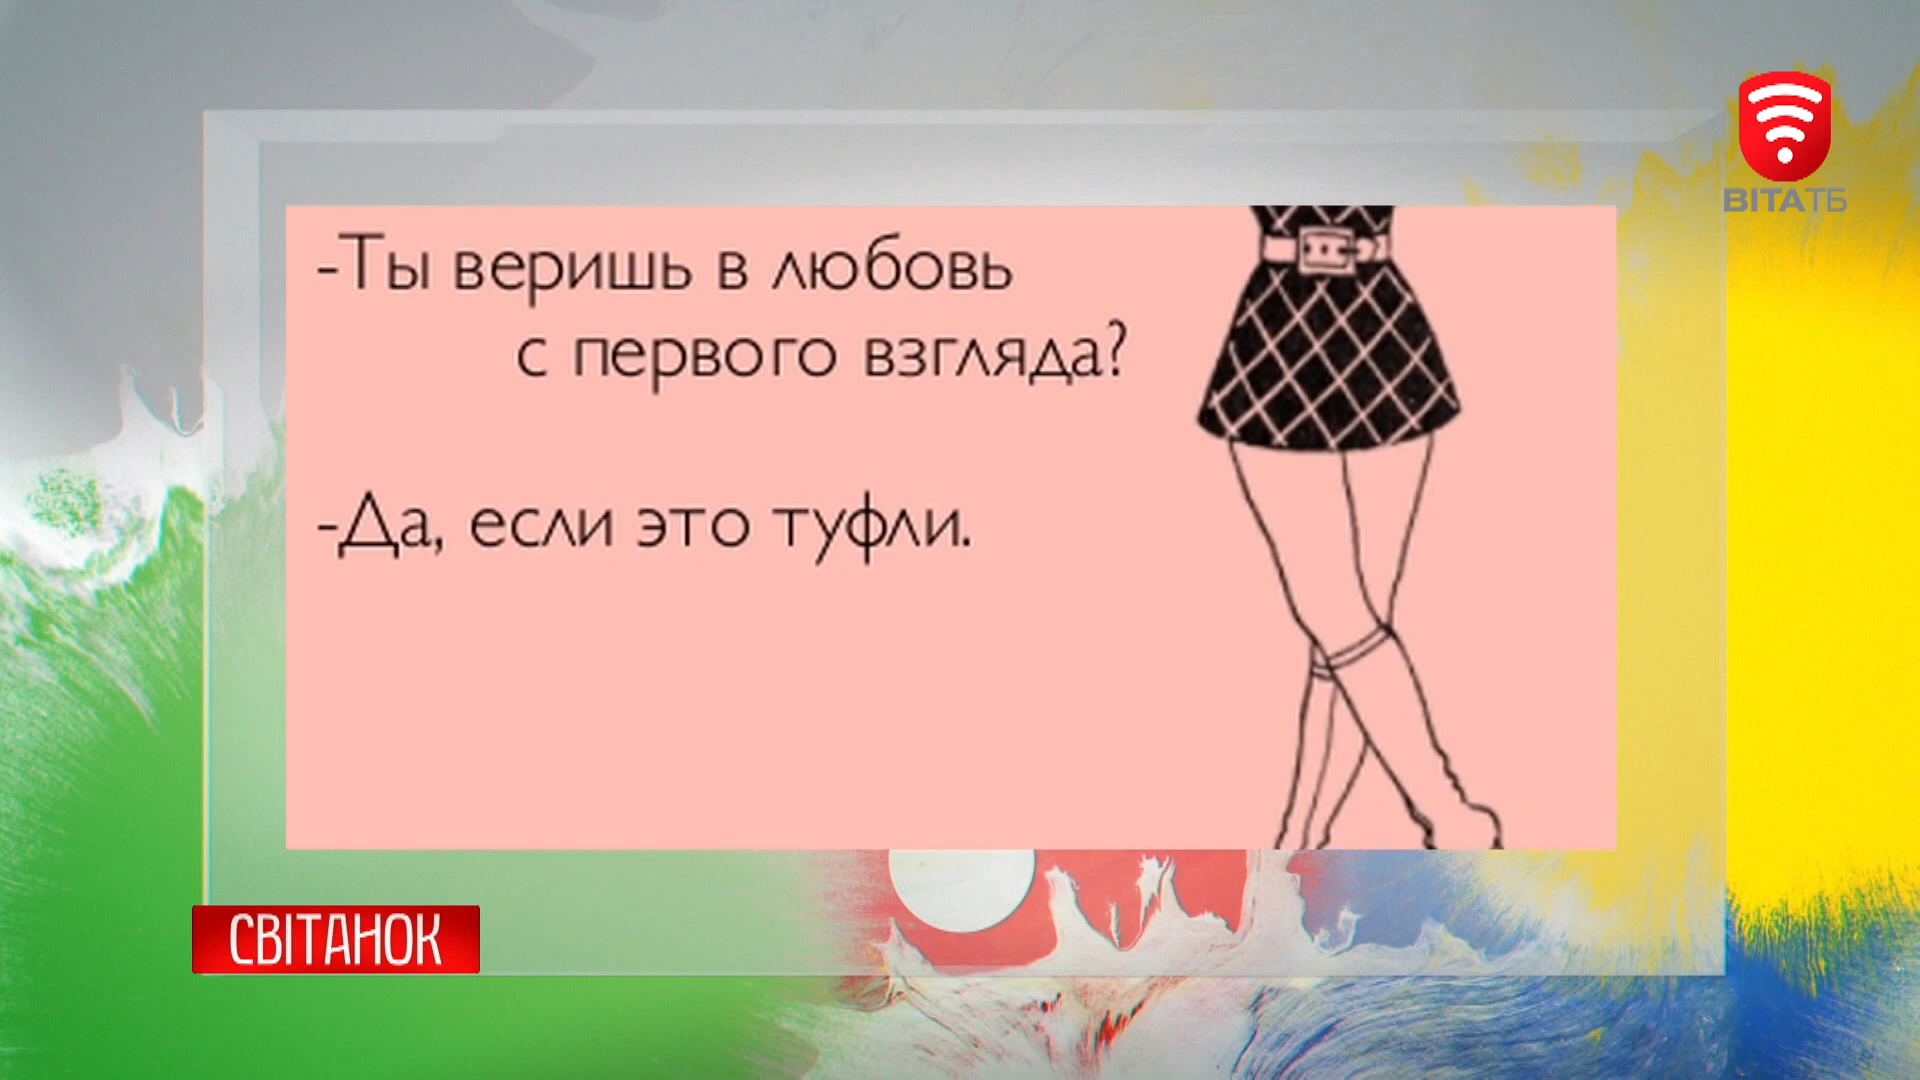 ВІТАТБ
-Ты веришь в любовь
с первого взгляда?
-Да, если это туфли.
СВІТАНОК